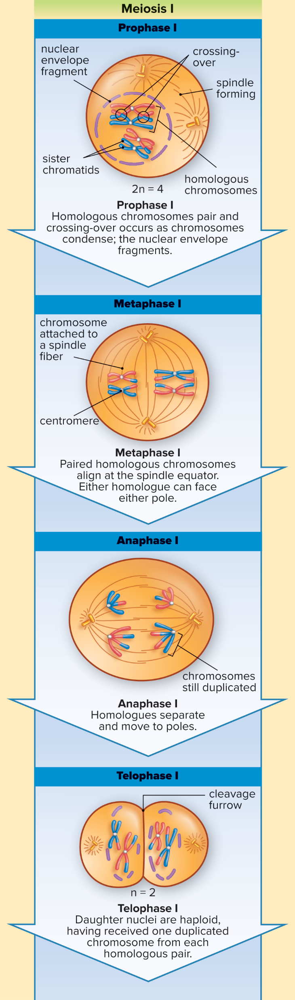 Meiosis I
Prophase I
nuclear
envelope
fragment
crossing-
over
spindle
forming
sister
chromatids
homologous
chromosomes
2n = 4
Prophase I
Homologous chromosomes pair and
crossing-over occurs as chromosomes
condense; the nuclear envelope
fragments.
Metaphase I
chromosome
attached to
a spindle
fiber
centromere
Metaphase I
Paired homologous chromosomes
align at the spindle equator.
Either homologue can face
either pole.
Anaphase I
chromosomes
still duplicated
Anaphase I
Homologues separate
and move to poles.
Telophase I
cleavage
furrow
n = 2
Telophase I
Daughter nuclei are haploid,
having received one duplicated
chromosome from each
homologous pair.